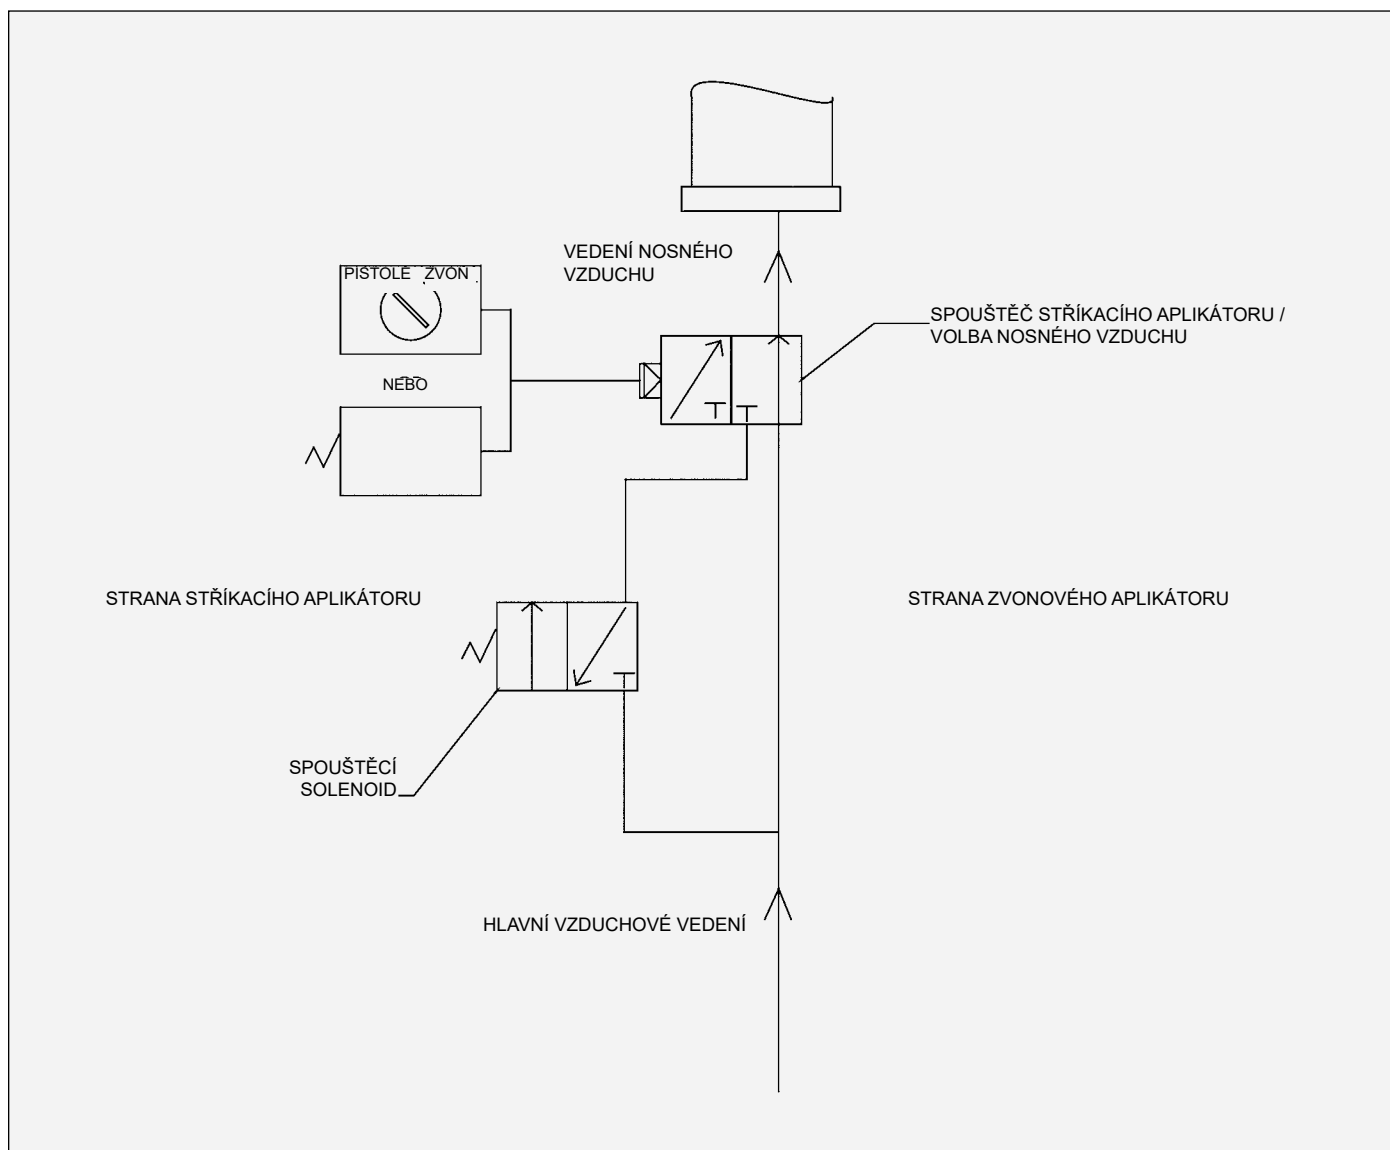 VEDENÍ NOSNÉHO
VZDUCHU
PISTOLE ZVON
SPOUŠTĚČ STŘÍKACÍHO APLIKÁTORU /
VOLBA NOSNÉHO VZDUCHU
NEBO
STRANA STŘÍKACÍHO APLIKÁTORU
STRANA ZVONOVÉHO APLIKÁTORU
SPOUŠTĚCÍ
SOLENOID
HLAVNÍ VZDUCHOVÉ VEDENÍ